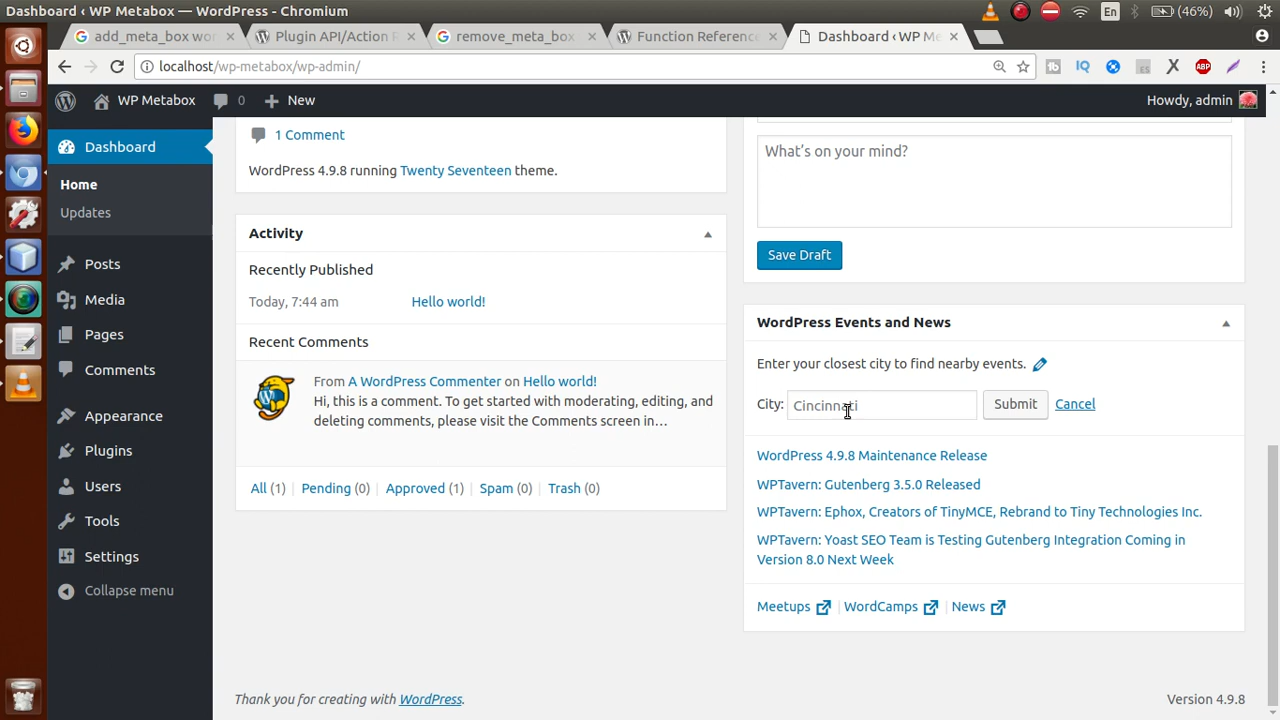 Dashboard ‹ WP Metabox — WordPress - Chromium
En
(46%)
add_meta_box wor
Plugin API/Action P
remove_meta_box
Function Reference
Dashboard ‹ WP Me
localhost/wp-metabox/wp-admin/
WP Metabox
0
New
Howdy, admin
Dashboard
Home
Updates
Posts
Media
Pages
Comments
Appearance
Plugins
Users
Tools
Settings
Collapse menu
1 Comment
WordPress 4.9.8 running Twenty Seventeen theme.
Activity
Recently Published
Today, 7:44 am Hello world!
Recent Comments
From A WordPress Commenter on Hello world!
Hi, this is a comment. To get started with moderating, editing, and
deleting comments, please visit the Comments screen in…
All (1) | Pending (0) | Approved (1) | Spam (0) | Trash (0)
What’s on your mind?
Save Draft
WordPress Events and News
Enter your closest city to find nearby events.
City: Cincinnati Submit Cancel
WordPress 4.9.8 Maintenance Release
WPTavern: Gutenberg 3.5.0 Released
WPTavern: Ephox, Creators of TinyMCE, Rebrand to Tiny Technologies Inc.
WPTavern: Yoast SEO Team is Testing Gutenberg Integration Coming in
Version 8.0 Next Week
Meetups | WordCamps | News
Thank you for creating with WordPress.
Version 4.9.8